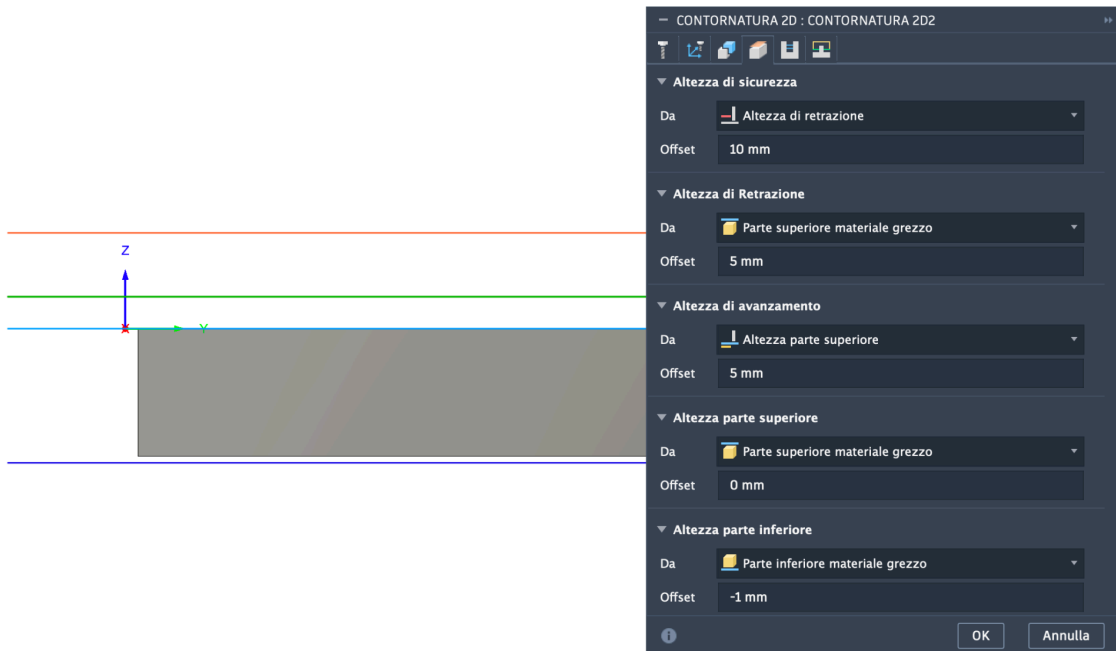 CONTORNATURA 2D : CONTORNATURA 2D2
Altezza di sicurezza
Da Altezza di retrazione
Offset 10 mm
Altezza di Retrazione
Da Parte superiore materiale grezzo
Offset 5 mm
Altezza di avanzamento
Da Altezza parte superiore
Offset 5 mm
Altezza parte superiore
Da Parte superiore materiale grezzo
Offset 0 mm
Altezza parte inferiore
Da Parte inferiore materiale grezzo
Offset -1 mm
OK Annulla
Z
X Y